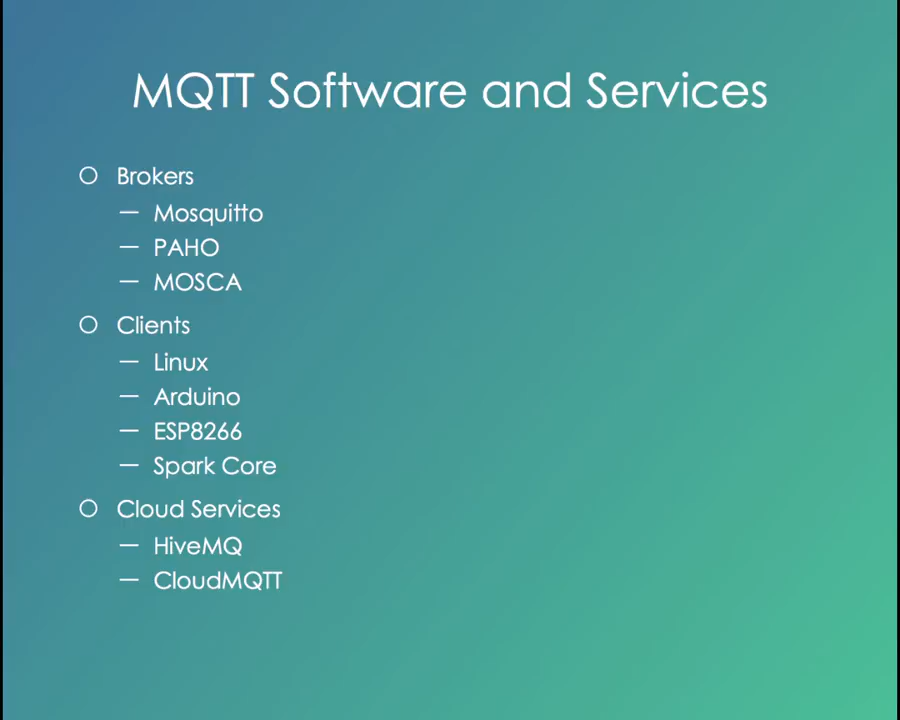 MQTT Software and Services
Brokers
— Mosquitto
— PAHO
— MOSCA
Clients
— Linux
— Arduino
— ESP8266
— Spark Core
Cloud Services
— HiveMQ
— CloudMQTT